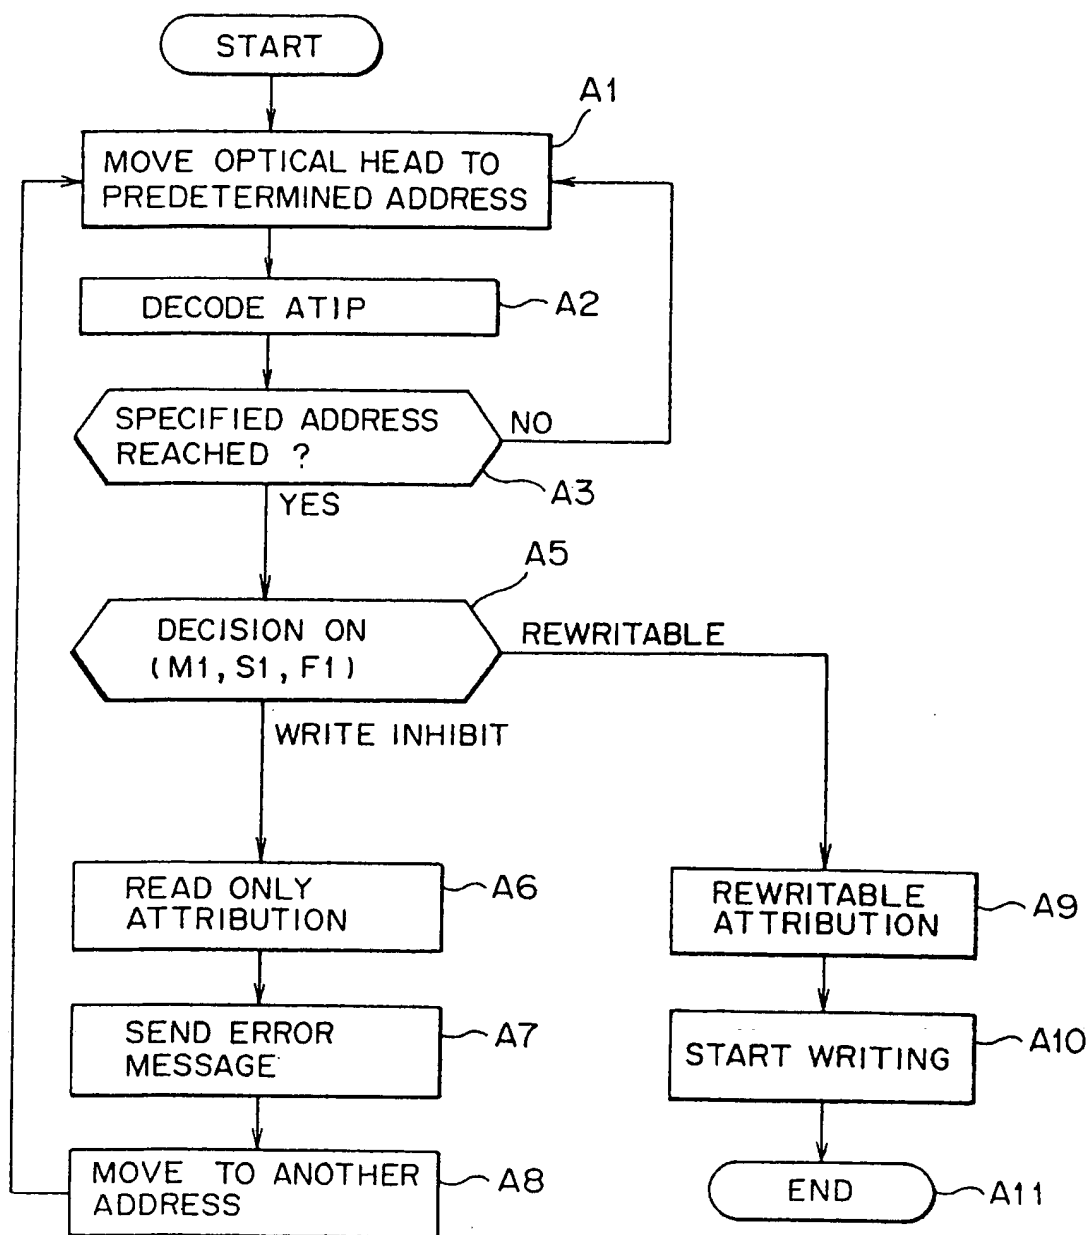 START
A1
MOVE OPTICAL HEAD TO
PREDETERMINED ADDRESS
DECODE ATIP
A2
SPECIFIED ADDRESS
REACHED ?
NO
A3
YES
A5
DECISION ON
(M1, S1, F1)
REWRITABLE
WRITE INHIBIT
READ ONLY
ATTRIBUTION
A6
REWRITABLE
ATTRIBUTION
A9
SEND ERROR
MESSAGE
A7
START WRITING
A10
MOVE TO ANOTHER
ADDRESS
A8
END
A11